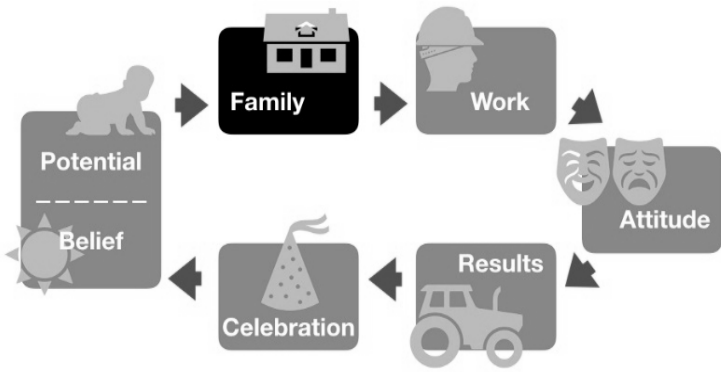 Family
Work
Potential
Attitude
Belief
Results
Celebration